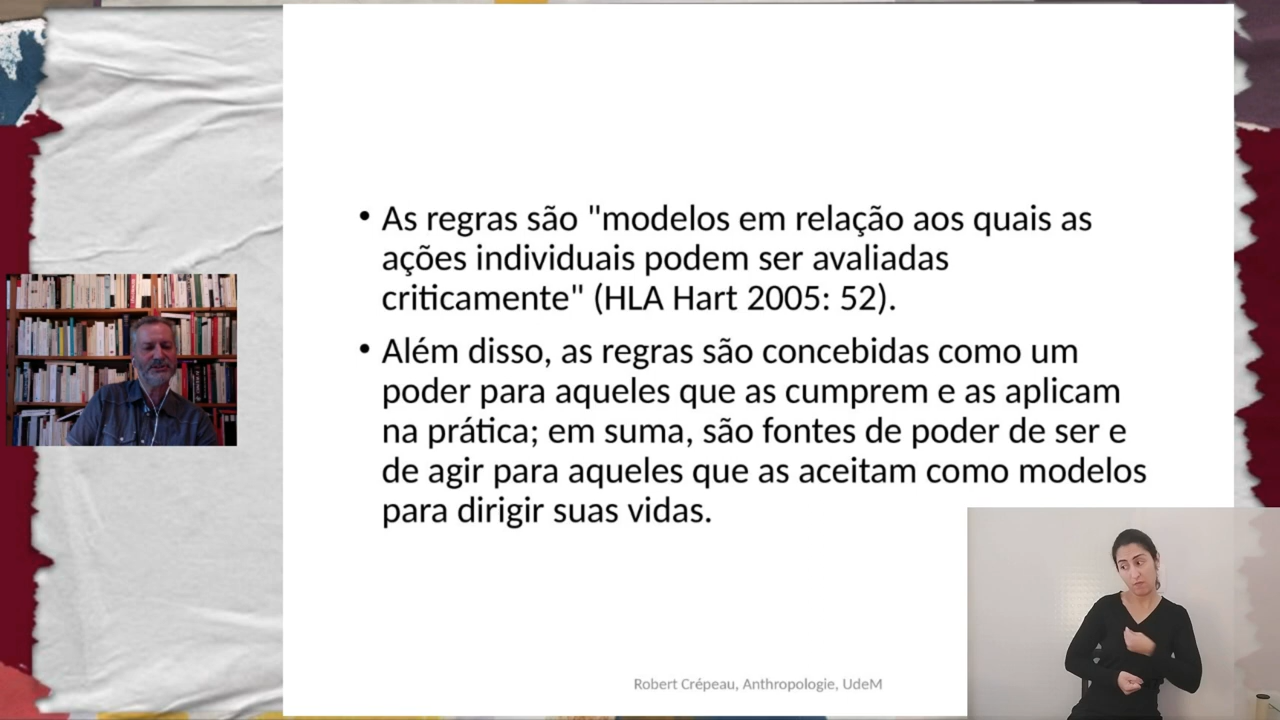 • As regras são "modelos em relação aos quais as
ações individuais podem ser avaliadas
criticamente" (HLA Hart 2005: 52).
• Além disso, as regras são concebidas como um
poder para aqueles que as cumprem e as aplicam
na prática; em suma, são fontes de poder de ser e
de agir para aqueles que as aceitam como modelos
para dirigir suas vidas.
Robert Crépeau, Anthropologie, UdeM